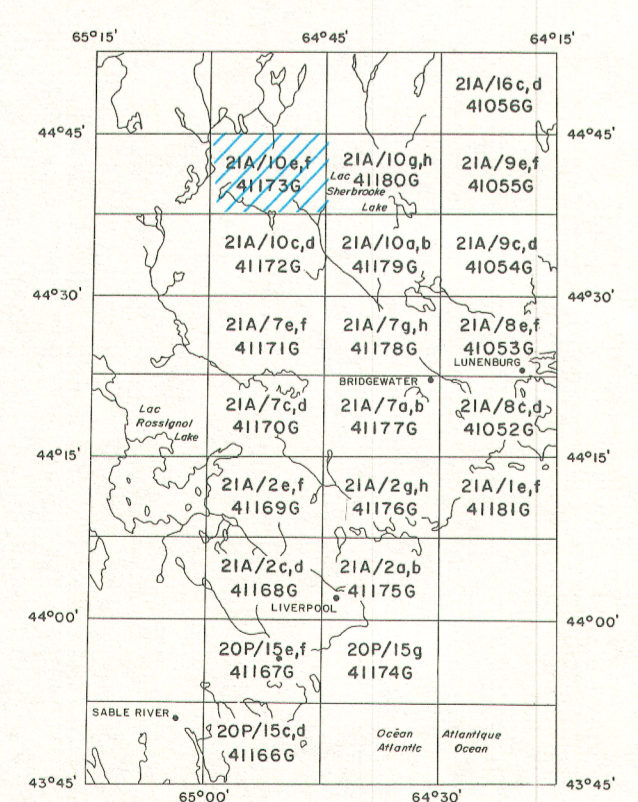 65°15'
64°45'
64°15'
21A/16c,d
41056G
44°45'
44°45'
21A/10e,f
41173G
21A/10g,h
41180G
Lac
Sherbrooke
Lake
21A/9e,f
41055G
21A/10c,d
41172G
21A/10a,b
41179G
21A/9c,d
41054G
44°30'
44°30'
21A/7e,f
41171G
21A/7g,h
41178G
21A/8e,f
41053G
LUNENBURG
BRIDGEWATER
Lac
Rossignol
Lake
21A/7c,d
41170G
21A/7a,b
41177G
21A/8c,d
41052G
44°15'
44°15'
21A/2e,f
41169G
21A/2g,h
41176G
21A/1e,f
41181G
21A/2c,d
41168G
21A/2a,b
41175G
LIVERPOOL
44°00'
44°00'
20P/15e,f
41167G
20P/15g
41174G
SABLE RIVER
20P/15c,d
41166G
Océan Atlantique
Atlantic Ocean
43°45'
43°45'
65°00'
64°30'